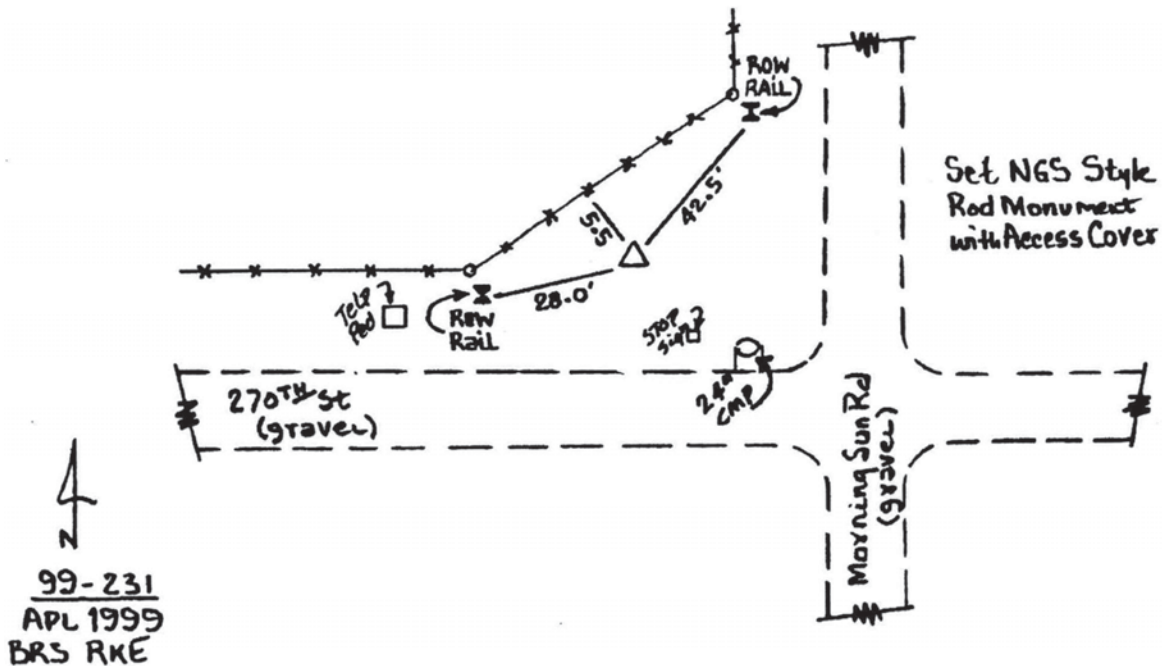 ROW
RAIL
Set NGS Style
Rod Monument
with Access Cover
42.5'
5.5
28.0'
Tele
Ped
Row
Rail
STOP
Sign
24"
CMP
270TH St
(gravel)
Morning Sun Rd
(gravel)
N
99-231
APL 1999
BRS RKE